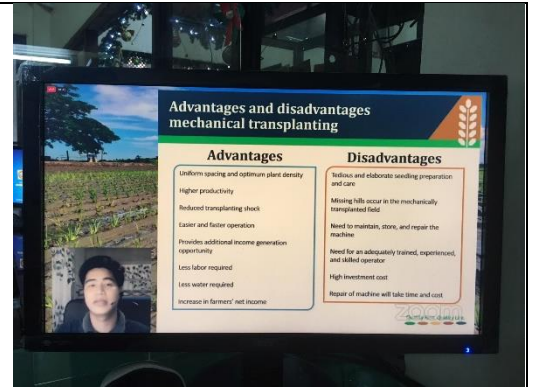 Advantages and disadvantages
mechanical transplanting
Advantages
Uniform spacing and optimum plant density
Higher productivity
Reduced transplanting shock
Easier and faster operation
Provides additional income generation
opportunity
Less labor required
Less water required
Increase in farmers' net income
Disadvantages
Tedious and elaborate seedling preparation
and care
Missing hills occur in the mechanically
transplanted field
Need to maintain, store, and repair the
machine
Need for an adequately trained, experienced,
and skilled operator
High investment cost
Repair of machine will take time and cost
zoom
3